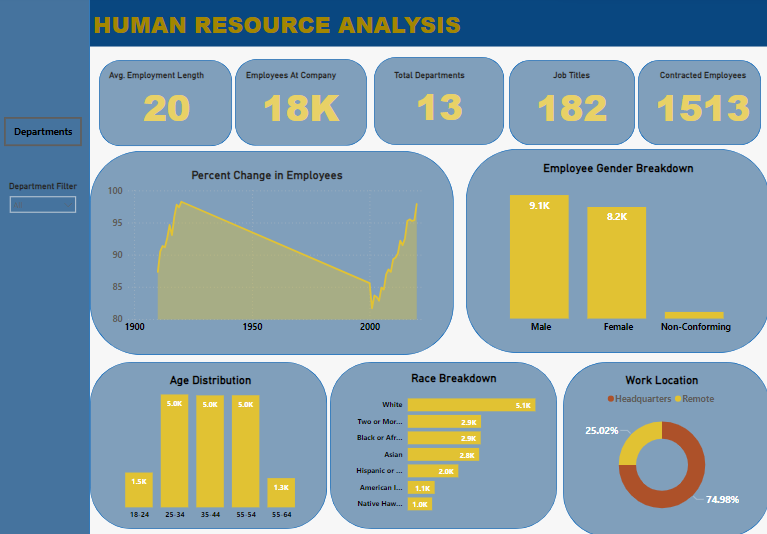 HUMAN RESOURCE ANALYSIS
Avg. Employment Length
20
Employees At Company
18K
Total Departments
13
Job Titles
182
Contracted Employees
1513
Departments
Department Filter
Percent Change in Employees
100
95
90
85
80
1900
1950
2000
Employee Gender Breakdown
9.1K
8.2K
Male
Female
Non-Conforming
Age Distribution
1.5K
5.0K
5.0K
5.0K
1.3K
18-24
25-34
35-44
55-54
55-64
Race Breakdown
White
5.1K
Two or Mor...
2.9K
Black or Afr...
2.9K
Asian
2.8K
Hispanic or ...
2.0K
American I...
1.1K
Native Haw...
1.0K
Work Location
Headquarters Remote
25.02%
74.98%